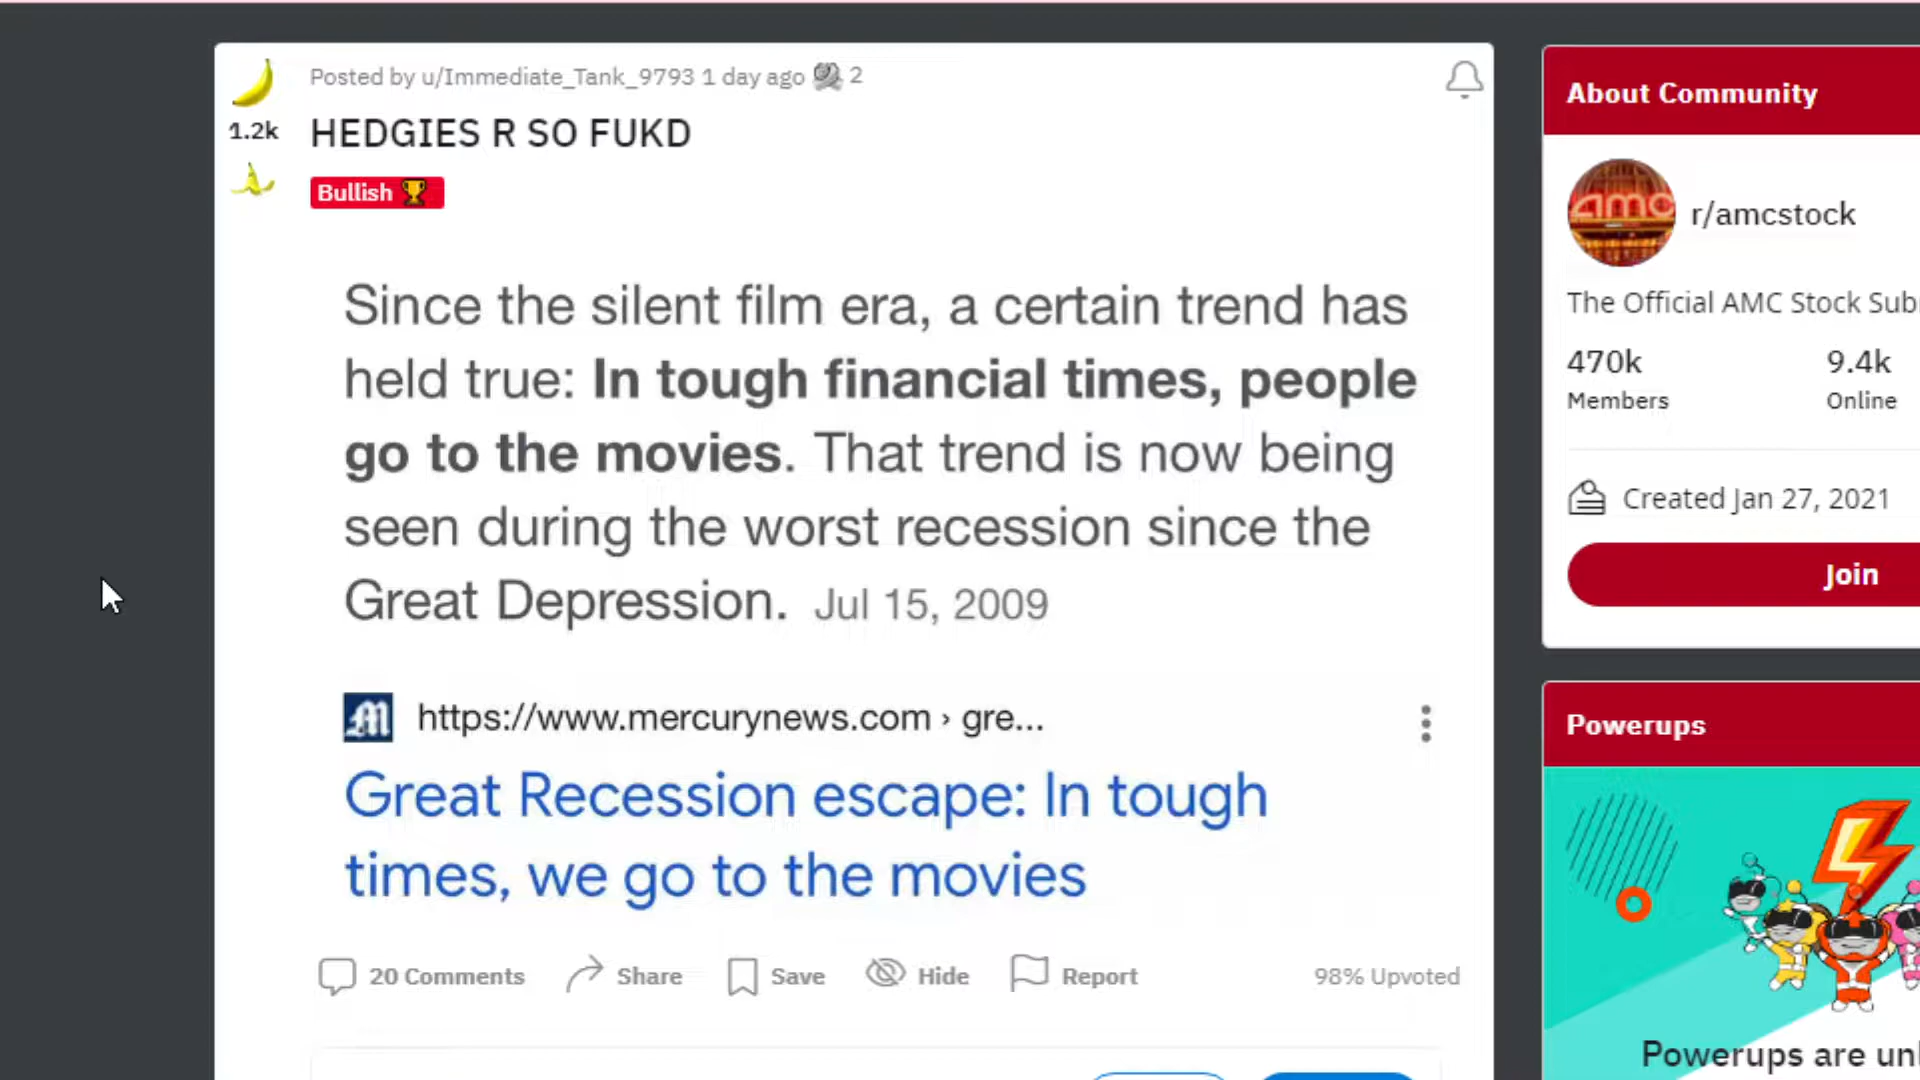 Posted by u/Immediate_Tank_9793 1 day ago 2
1.2k
HEDGIES R SO FUKD
Bullish
Since the silent film era, a certain trend has
held true: In tough financial times, people
go to the movies. That trend is now being
seen during the worst recession since the
Great Depression. Jul 15, 2009
https://www.mercurynews.com › gre...
Great Recession escape: In tough
times, we go to the movies
20 Comments
Share
Save
Hide
Report
98% Upvoted
About Community
amc
r/amcstock
The Official AMC Stock
470k
Members
9.4k
Online
Created Jan 27, 2021
Join
Powerups
Powerups are